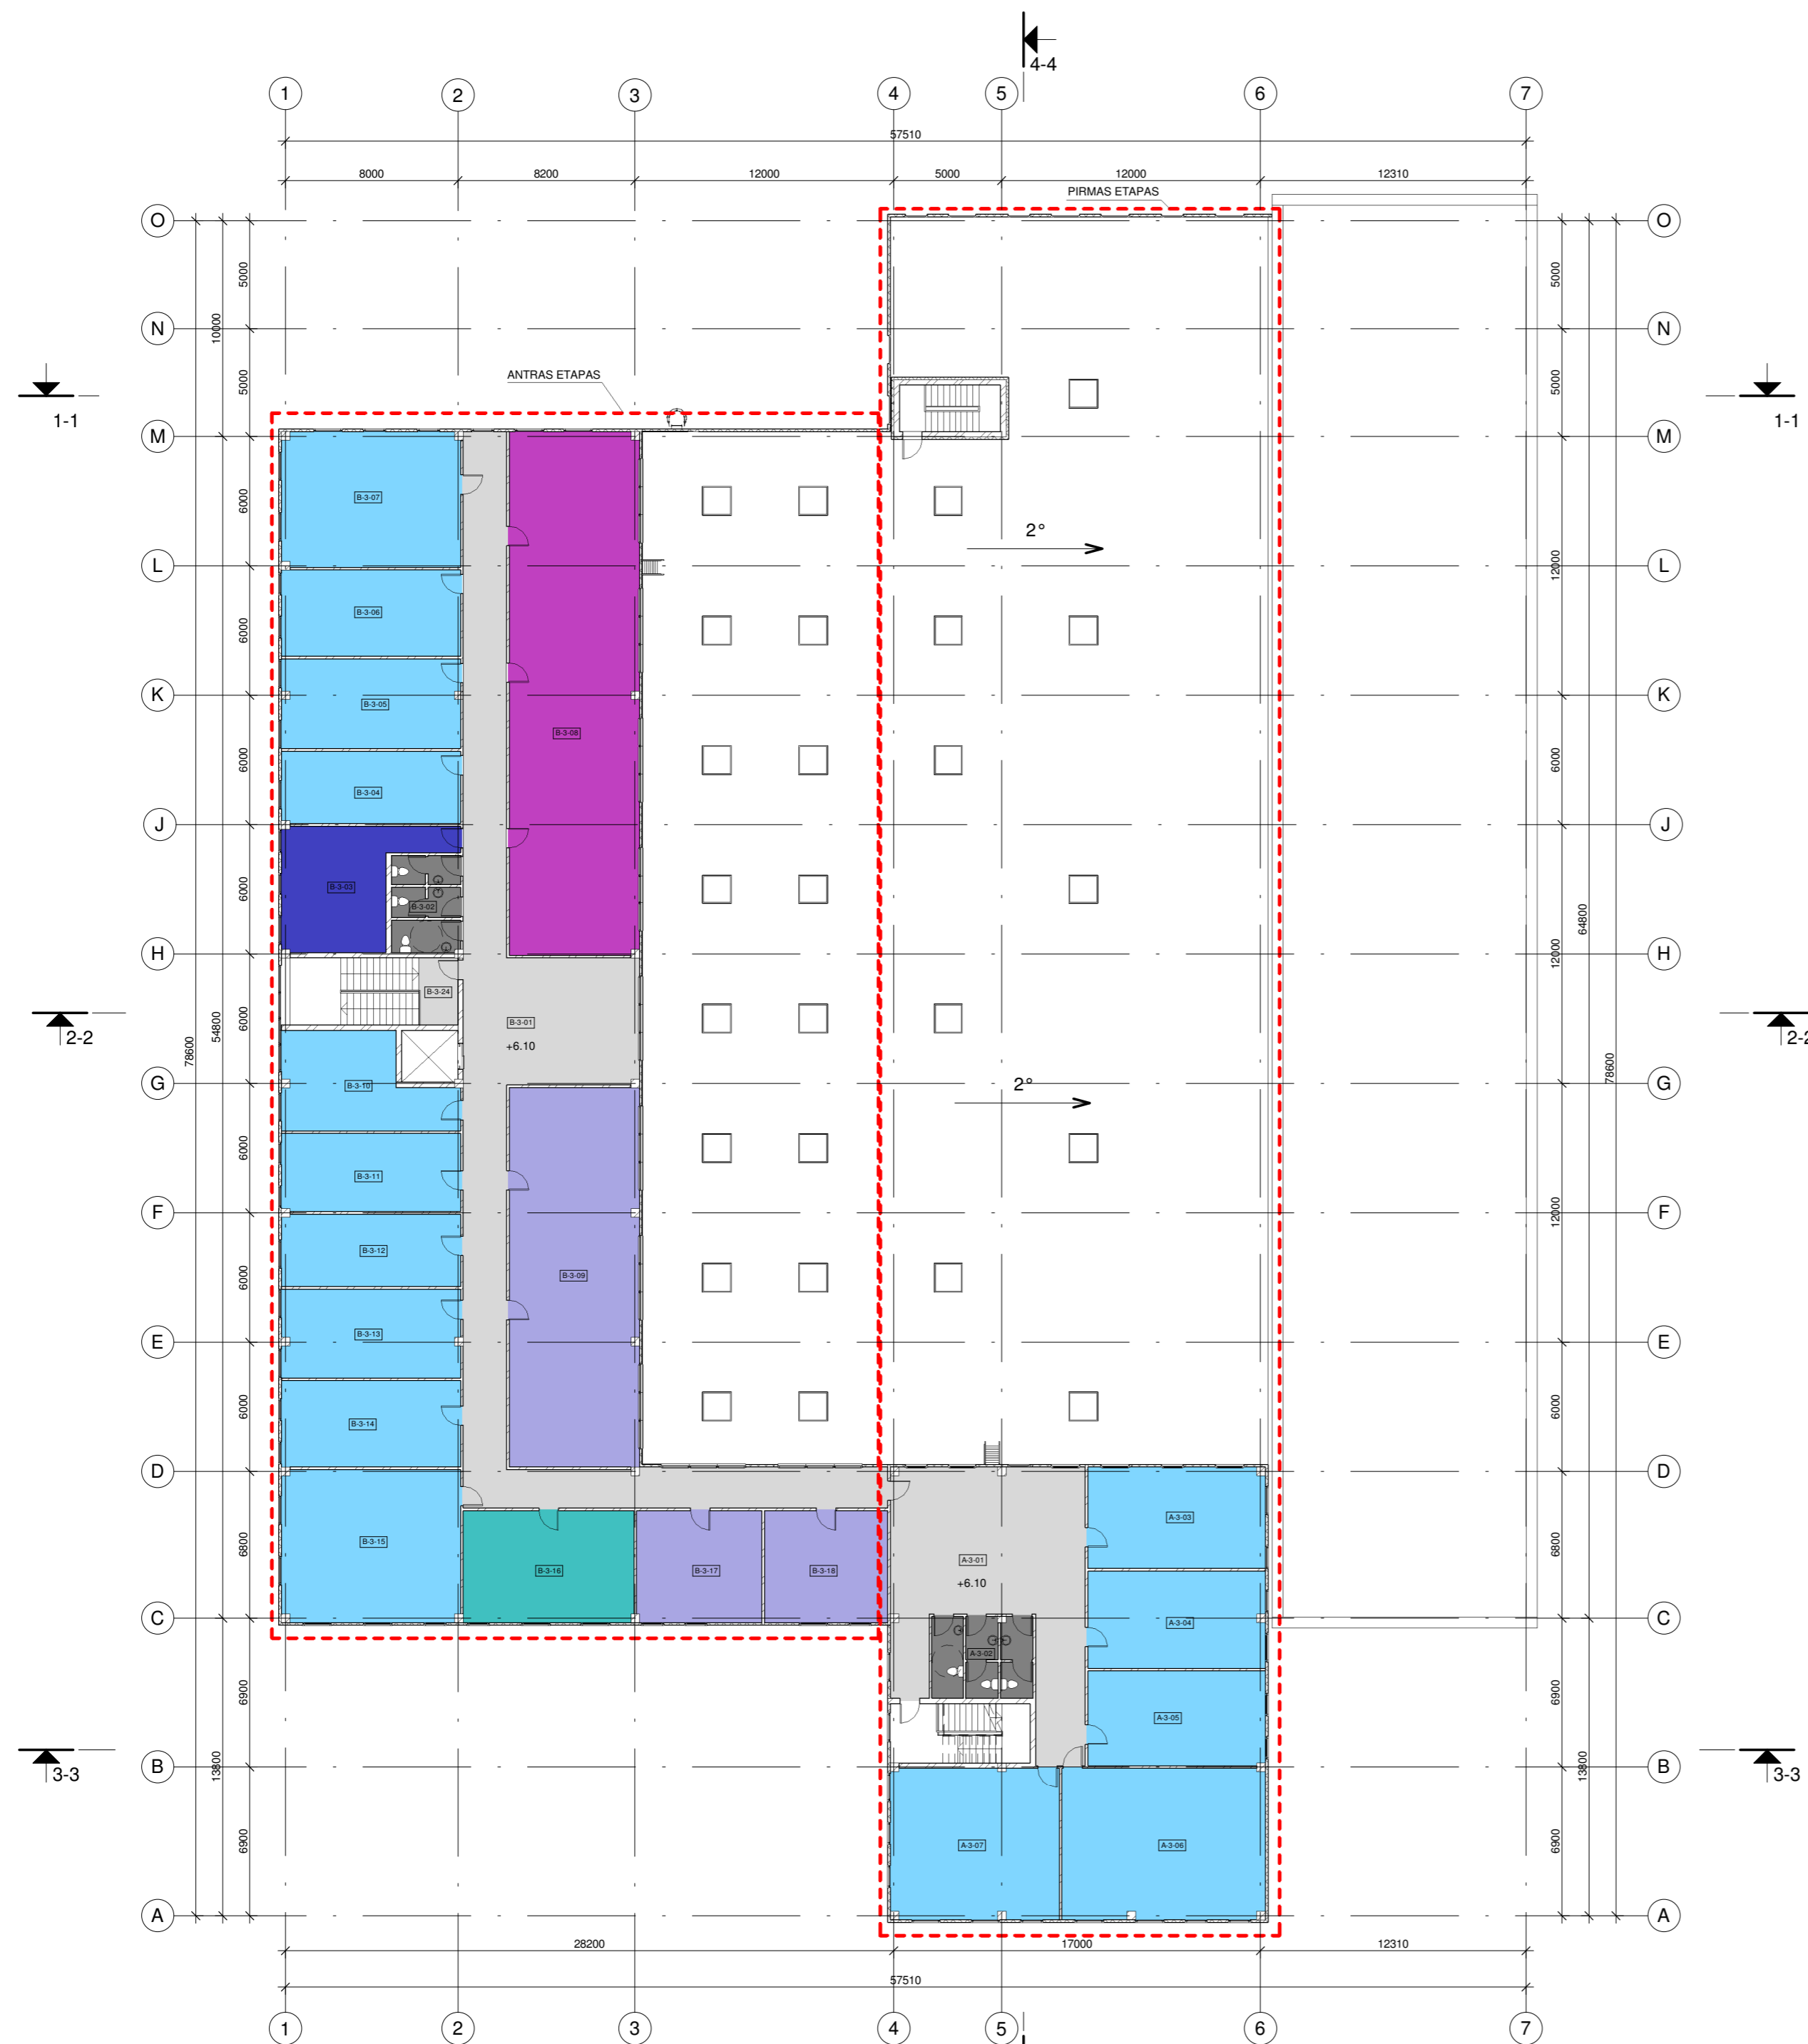 4-4
1 2 3 4 5 6 7
57510
8000 8200 12000 5000 12000 12310
PIRMAS ETAPAS
O O
5000 5000
N N
10000
ANTRAS ETAPAS
5000 5000
1-1 1-1
M M
B-3-07
6000
2°
L 12000 L
B-3-06
6000
K K
B-3-05
B-3-08
6000 6000
B-3-04
J J
B-3-03
6000
B-3-02
64800
H 12000 H
B-3-24
6000
B-3-01
2-2 2-2
54800
+6.10
78600 78600
G G
B-3-10
2°
6000
B-3-11
F 12000 F
B-3-12
6000
B-3-09
B-3-13
E E
6000 6000
B-3-14
D D
A-3-03
B-3-15
6800 6800
A-3-01
B-3-16 B-3-17 B-3-18
+6.10
C C
A-3-04
A-3-02
6900 6900
A-3-05
3-3 3-3
B B
13800 13800
6900 6900
A-3-07 A-3-06
A A
28200 17000 12310
57510
1 2 3 4 5 6 7